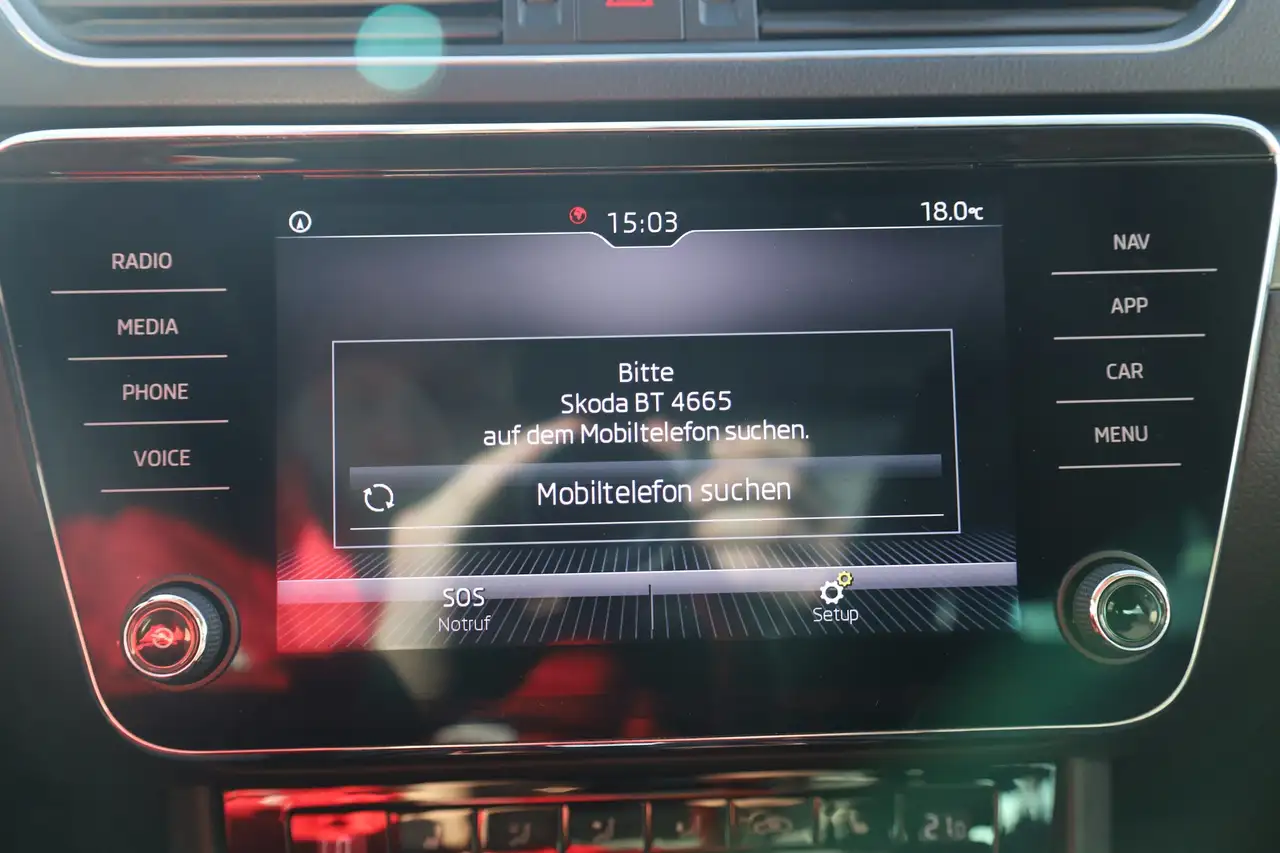 15:03
18.0°C
RADIO
MEDIA
PHONE
VOICE
NAV
APP
CAR
MENU
Bitte
Skoda BT 4665
auf dem Mobiltelefon suchen.
Mobiltelefon suchen
SOS
Notruf
Setup